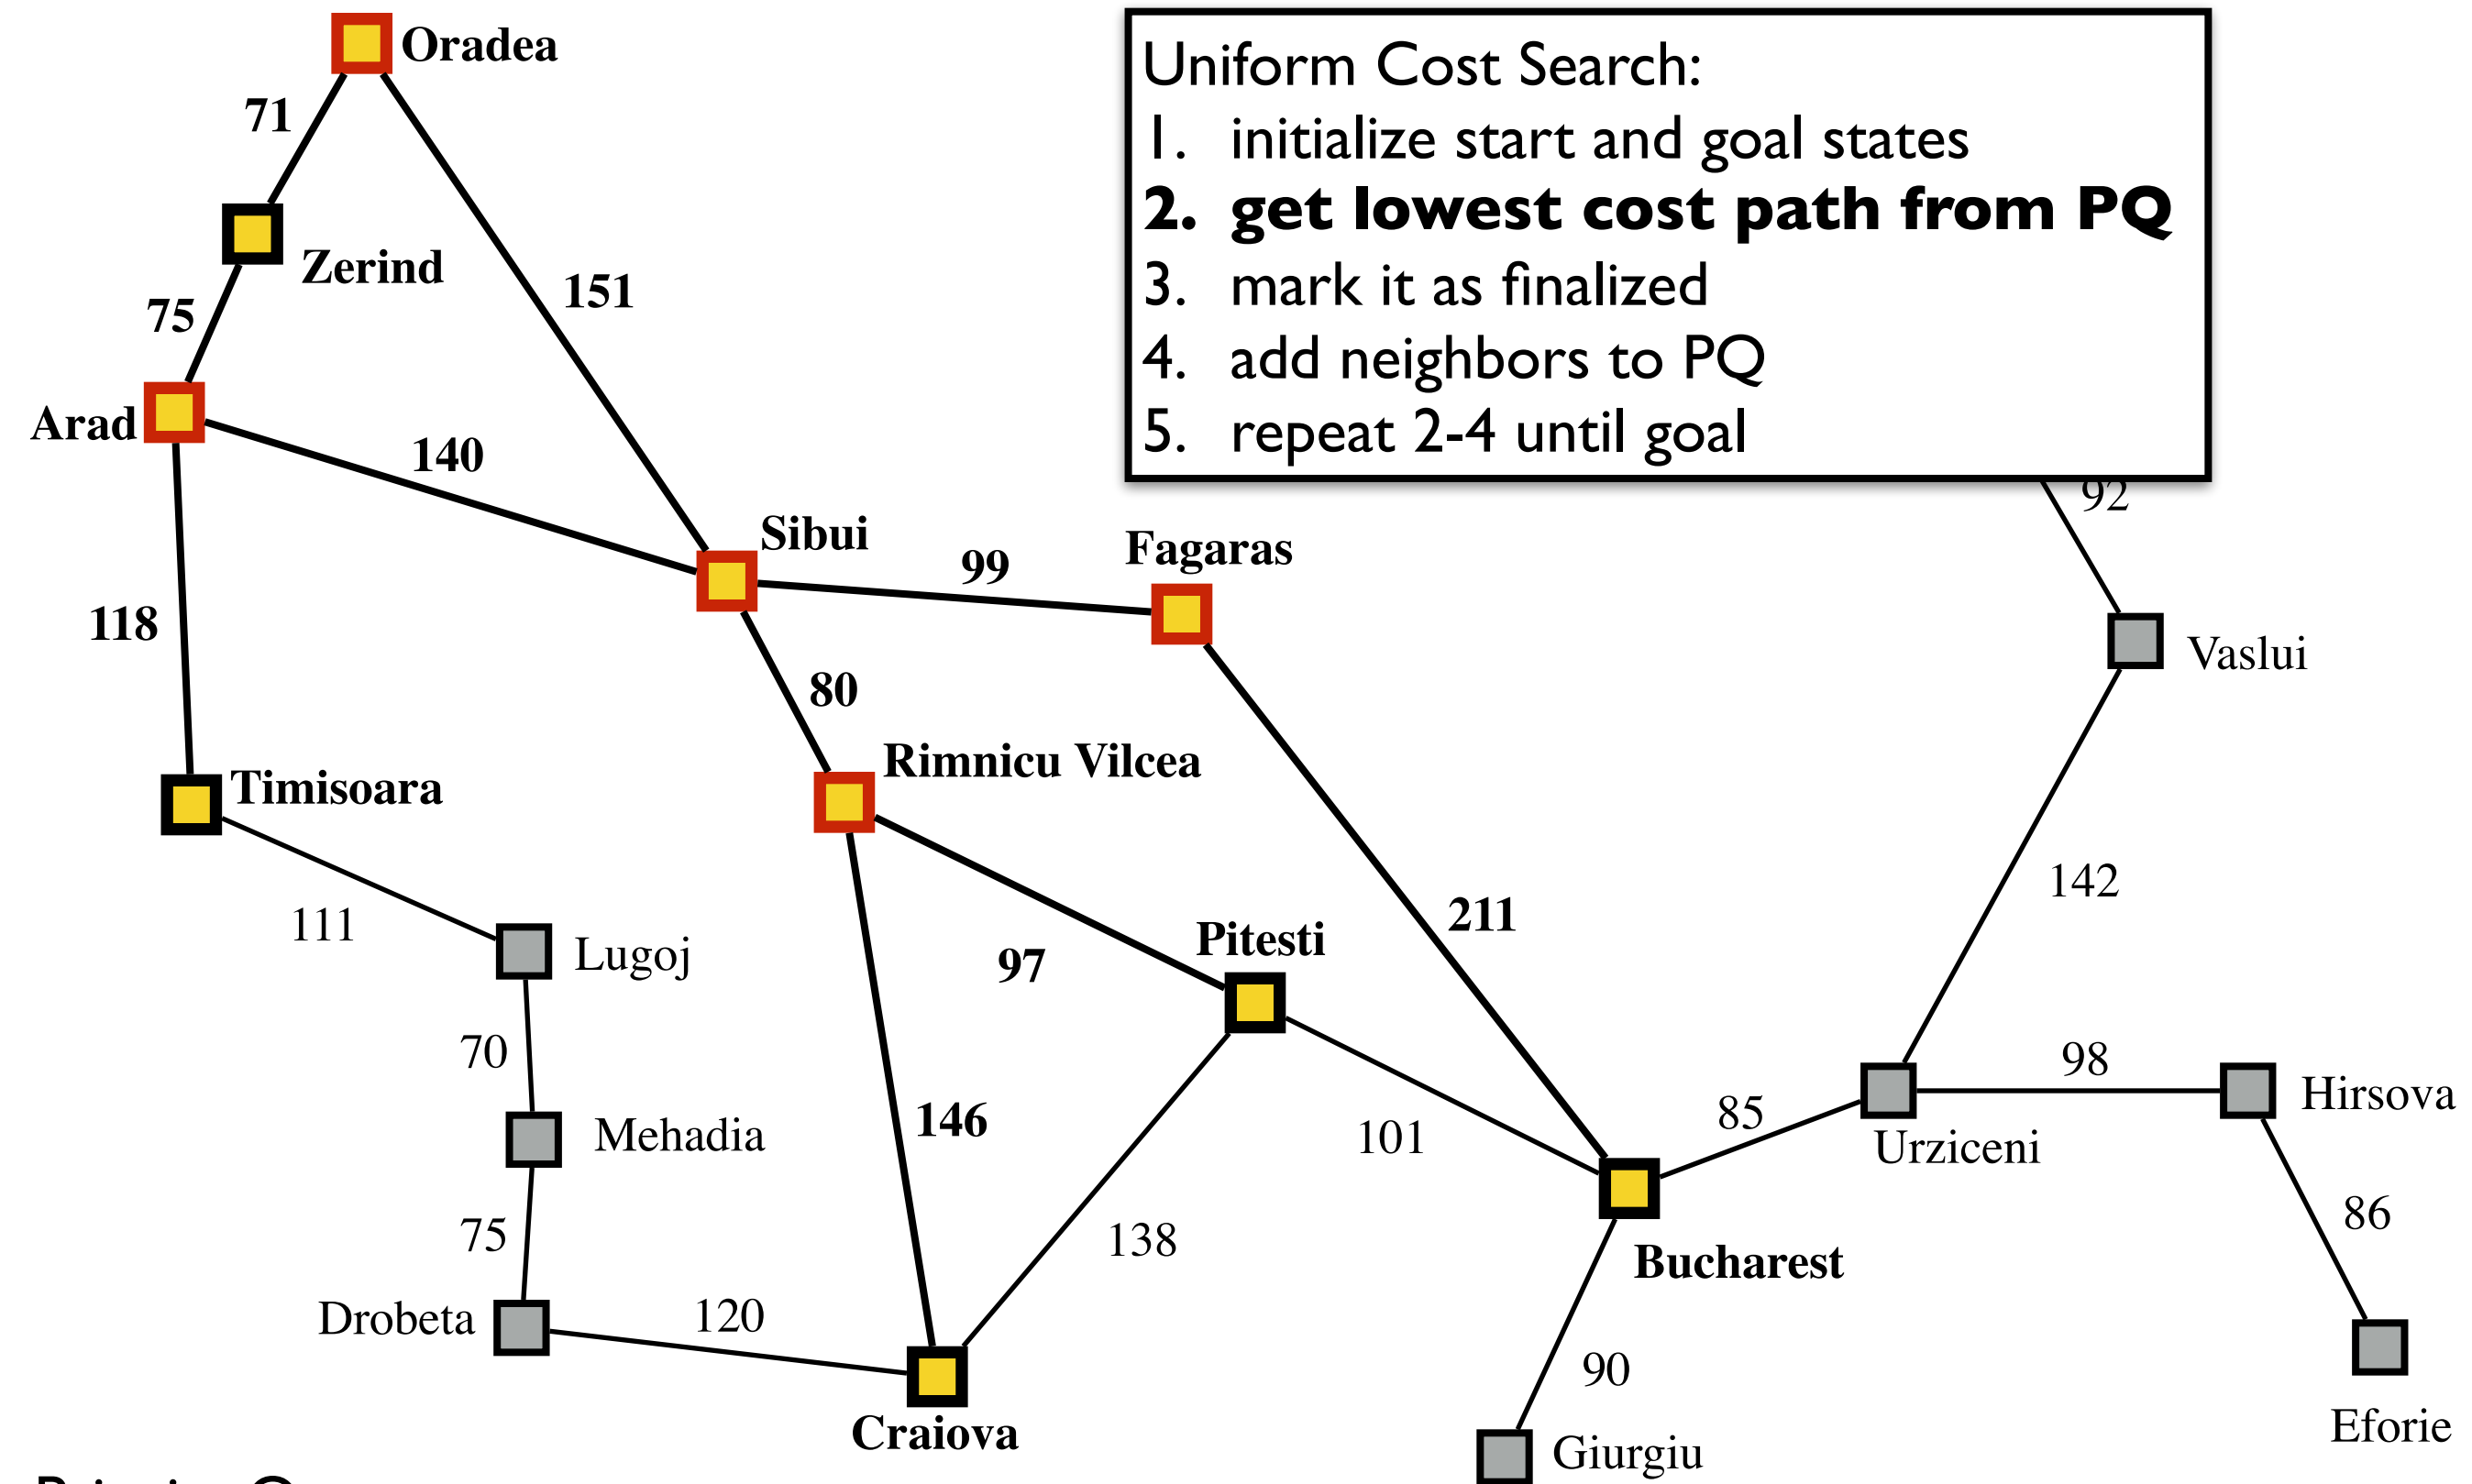 Oradea
Uniform Cost Search:
1. initialize start and goal states
2. get lowest cost path from PQ
3. mark it as finalized
4. add neighbors to PQ
5. repeat 2-4 until goal
71
Zerind
151
75
Arad
140
92
Sibui
Fagaras
99
118
Vaslui
80
Rimnicu Vilcea
Timisoara
142
211
111
Pitesti
Lugoj
97
70
98
Hirsova
85
146
101
Mehadia
Urziceni
86
75
138
Bucharest
Drobeta
120
90
Eforie
Craiova
Giurgiu